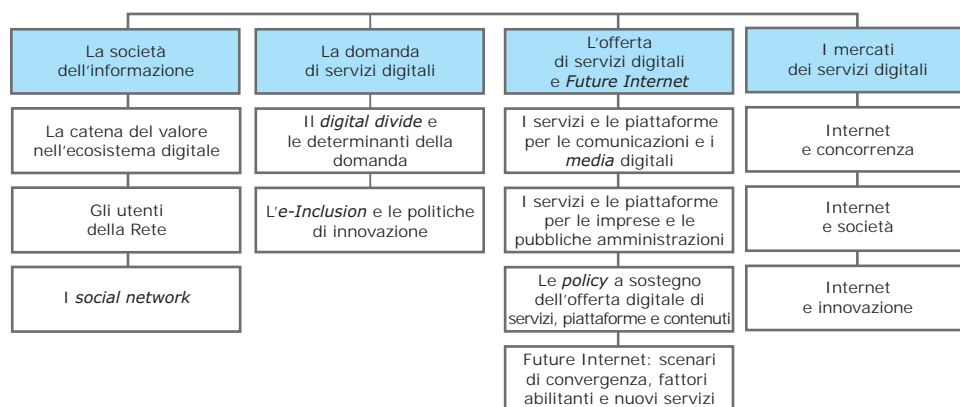 La società
dell'informazione
La catena del valore
nell'ecosistema digitale
Gli utenti
della Rete
I social network
La domanda
di servizi digitali
Il digital divide e
le determinanti della
domanda
L'e-Inclusion e le politiche
di innovazione
L'offerta
di servizi digitali
e Future Internet
I servizi e le piattaforme
per le comunicazioni e i
media digitali
I servizi e le piattaforme
per le imprese e le
pubbliche amministrazioni
Le policy a sostegno
dell'offerta digitale di
servizi, piattaforme e contenuti
Future Internet: scenari
di convergenza, fattori
abilitanti e nuovi servizi
I mercati
dei servizi digitali
Internet
e concorrenza
Internet
e società
Internet
e innovazione